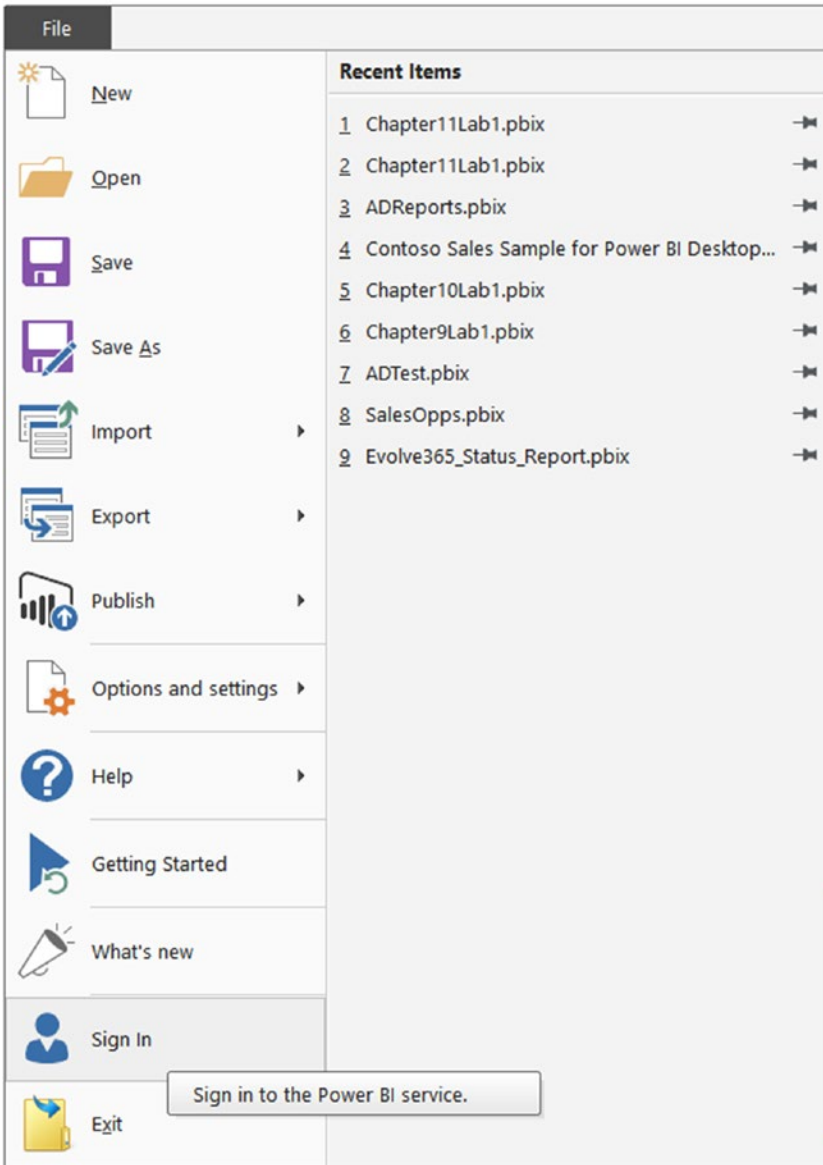 File
New
Open
Save
Save As
Import
Export
Publish
Options and settings
Help
Getting Started
What's new
Sign In
Sign in to the Power BI service.
Exit
Recent Items
1 Chapter11Lab1.pbix
2 Chapter11Lab1.pbix
3 ADReports.pbix
4 Contoso Sales Sample for Power BI Desktop...
5 Chapter10Lab1.pbix
6 Chapter9Lab1.pbix
7 ADTest.pbix
8 SalesOpps.pbix
9 Evolve365_Status_Report.pbix